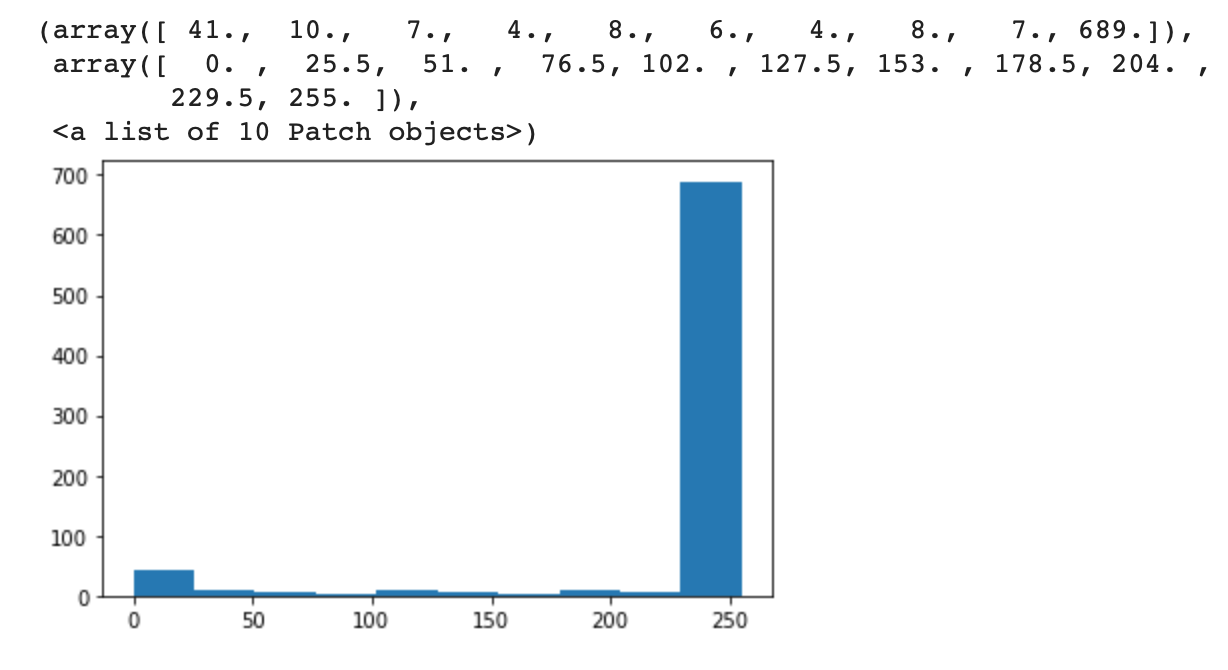 (array([ 41., 10., 7., 4., 8., 6., 4., 8., 7., 689.]),
array([ 0. , 25.5, 51. , 76.5, 102. , 127.5, 153. , 178.5, 204. ,
229.5, 255. ]),
<a list of 10 Patch objects>)
700
600
500
400
300
200
100
0
0 50 100 150 200 250